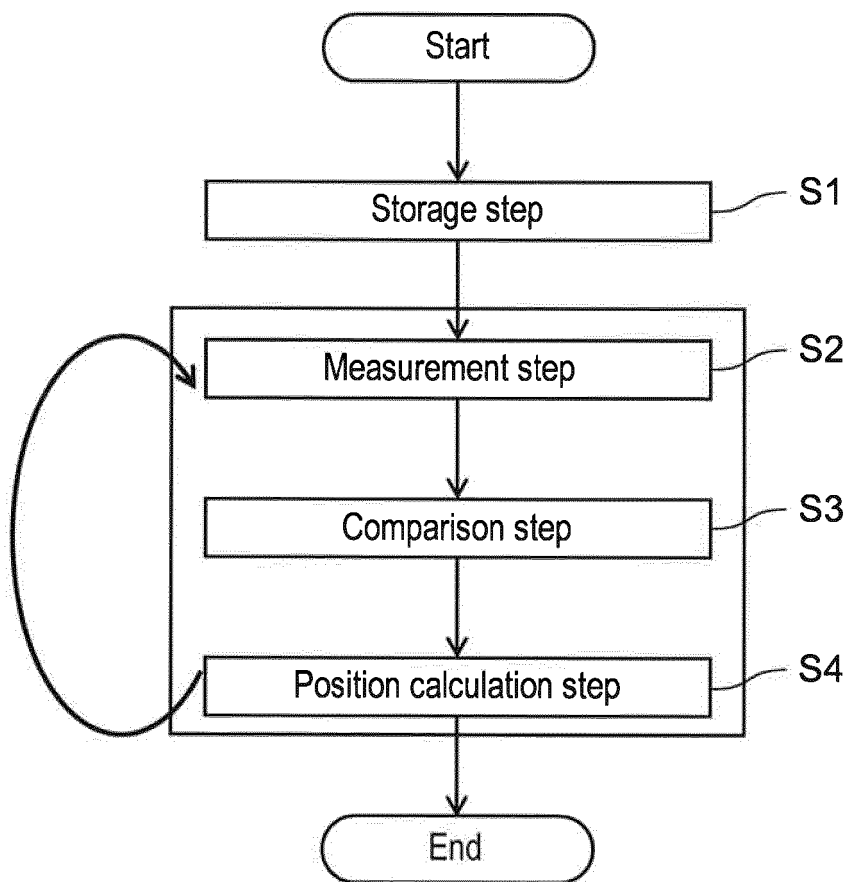 Start
Storage step
S1
Measurement step
S2
Comparison step
S3
Position calculation step
S4
End